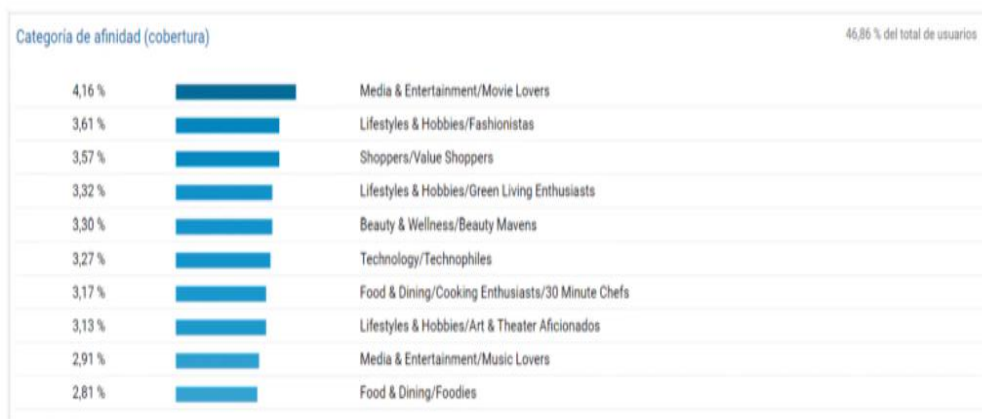 Categoría de afinidad (cobertura) 46,86 % del total de usuarios
4,16 % Media & Entertainment/Movie Lovers
3,61 % Lifestyles & Hobbies/Fashionistas
3,57 % Shoppers/Value Shoppers
3,32 % Lifestyles & Hobbies/Green Living Enthusiasts
3,30 % Beauty & Wellness/Beauty Mavens
3,27 % Technology/Technophiles
3,17 % Food & Dining/Cooking Enthusiasts/30 Minute Chefs
3,13 % Lifestyles & Hobbies/Art & Theater Aficionados
2,91 % Media & Entertainment/Music Lovers
2,81 % Food & Dining/Foodies